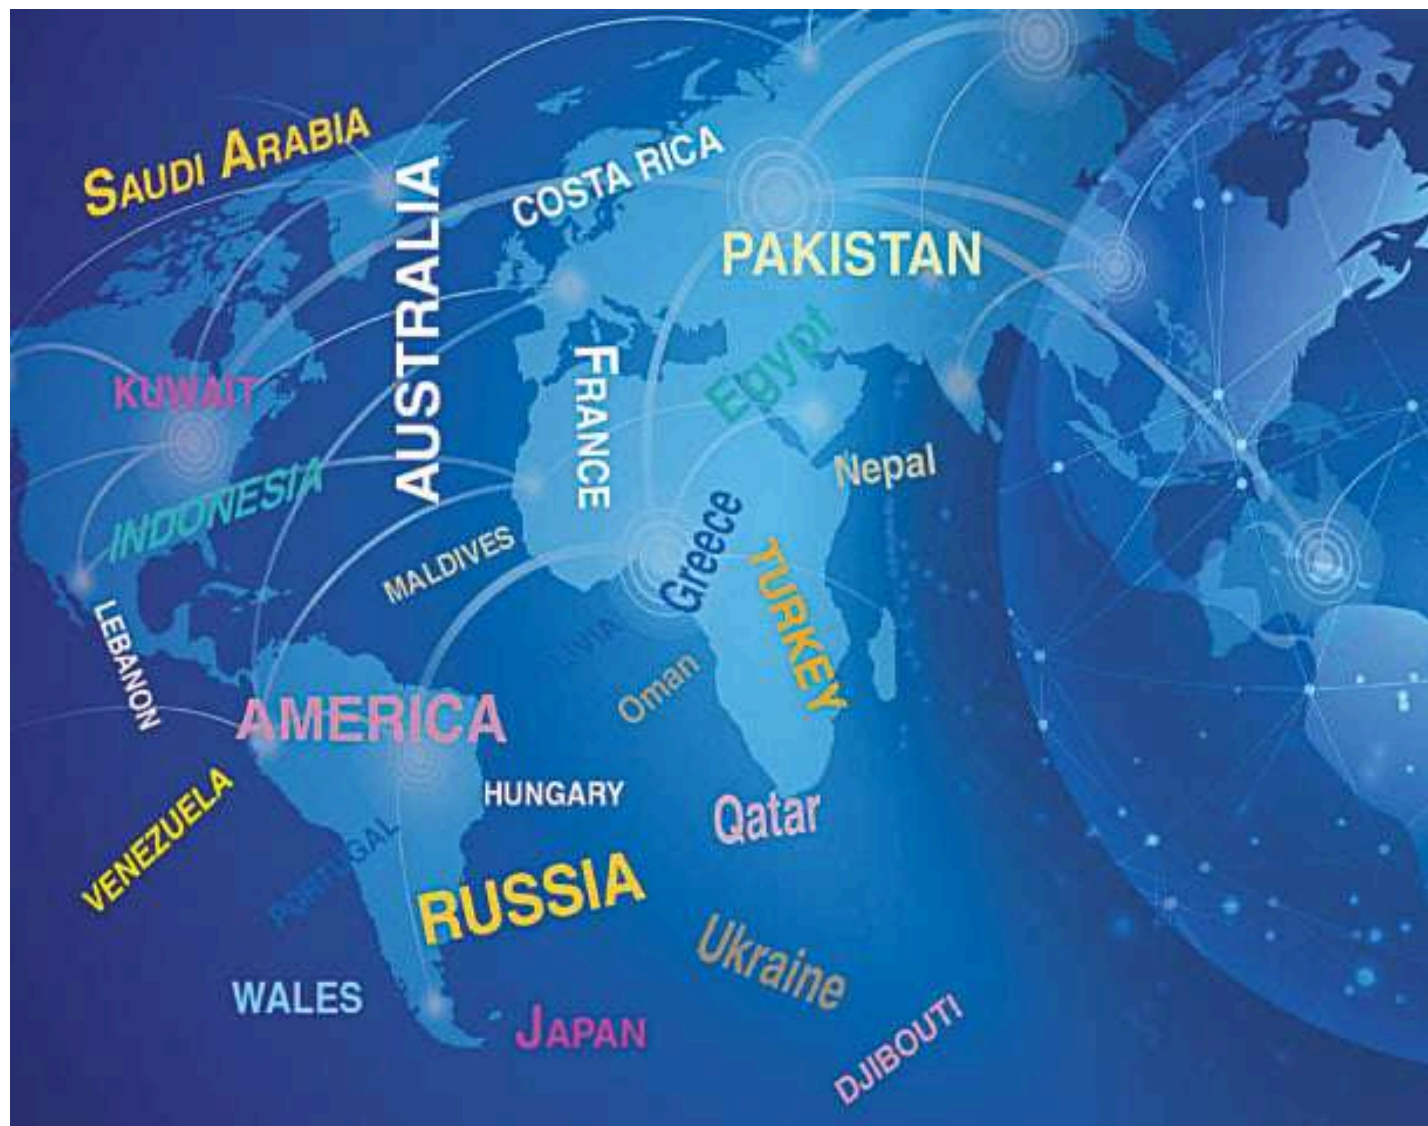 SAUDI ARABIA
AUSTRALIA
COSTA RICA
PAKISTAN
KUWAIT
FRANCE
Egypt
INDONESIA
Nepal
MALDIVES
Greece
TURKEY
LEBANON
Oman
AMERICA
VENEZUELA
HUNGARY
Qatar
PORTUGAL
RUSSIA
Ukraine
WALES
JAPAN
DJIBOUTI